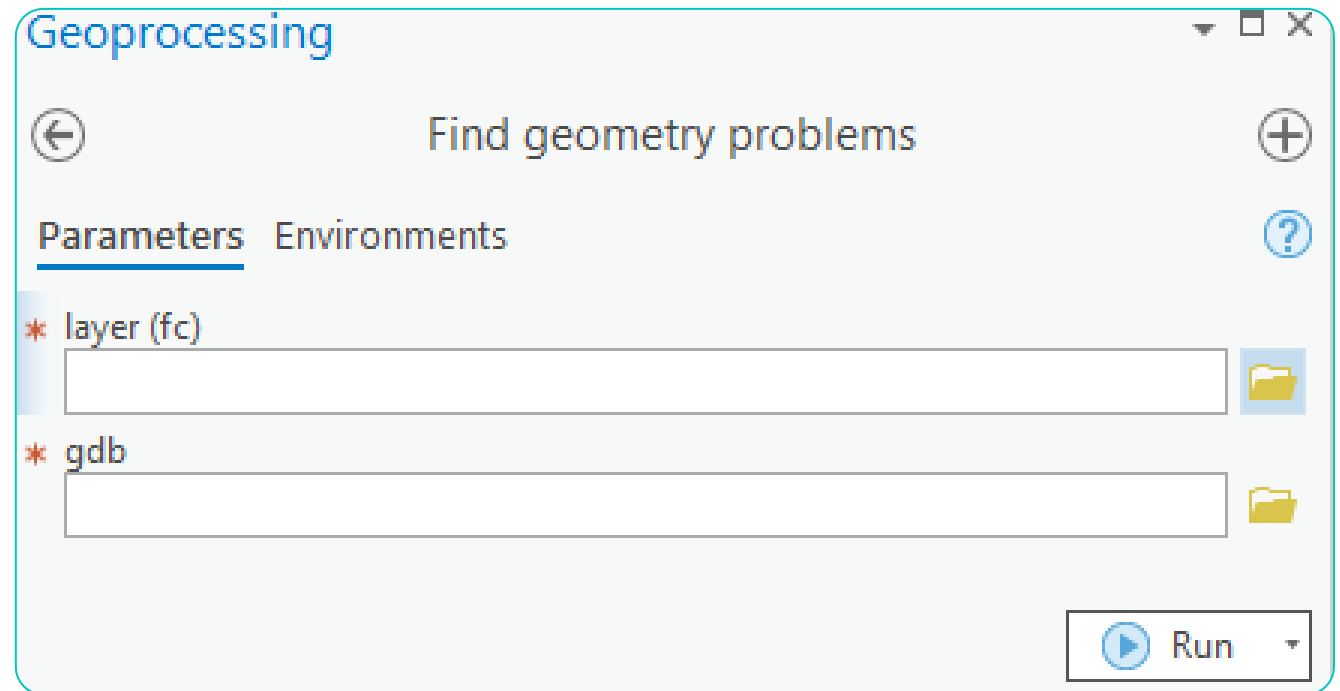 Geoprocessing
Find geometry problems
Parameters Environments
* layer (fc)
* gdb
Run